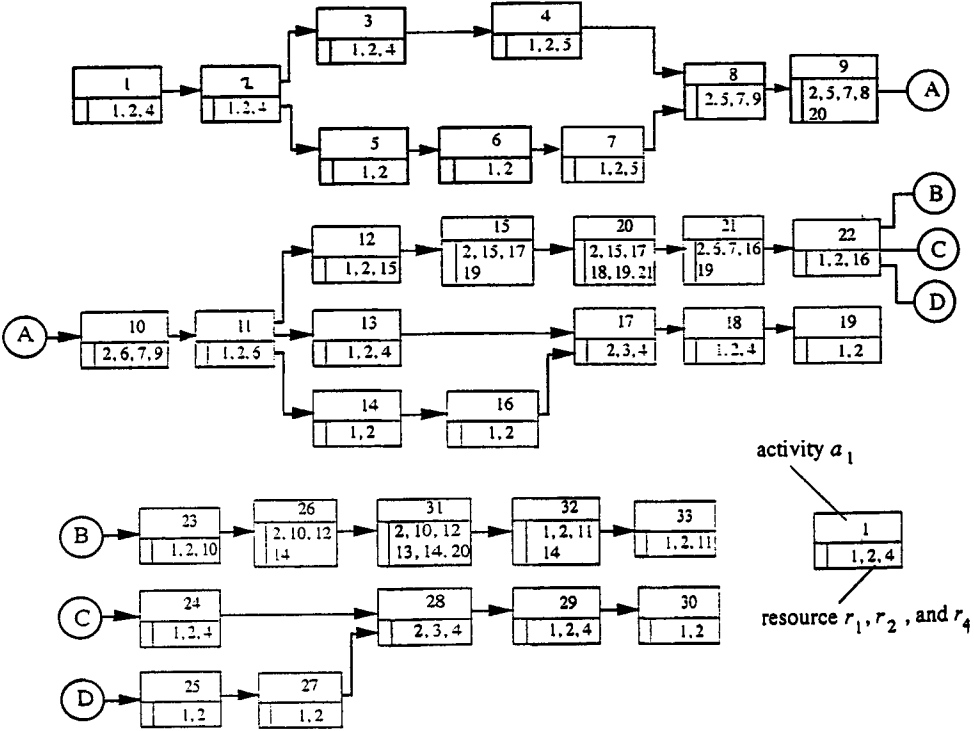 3
1, 2, 4
4
1, 2, 5
1
1, 2, 4
2
1, 2, 4
8
2, 5, 7, 9
9
2, 5, 7, 8
20
A
5
1, 2
6
1, 2
7
1, 2, 5
12
1, 2, 15
15
2, 15, 17
19
20
2, 15, 17
18, 19, 21
21
2, 6, 7, 16
19
22
1, 2, 16
B
C
D
A
10
2, 6, 7, 9
11
1, 2, 6
13
1, 2, 4
17
2, 3, 4
18
1, 2, 4
19
1, 2
14
1, 2
16
1, 2
activity a1
1
1, 2, 4
resource r1, r2 , and r4
B
23
1, 2, 10
26
2, 10, 12
14
31
2, 10, 12
13, 14, 20
32
1, 2, 11
14
33
1, 2, 11
C
24
1, 2, 4
28
2, 3, 4
29
1, 2, 4
30
1, 2
D
25
1, 2
27
1, 2